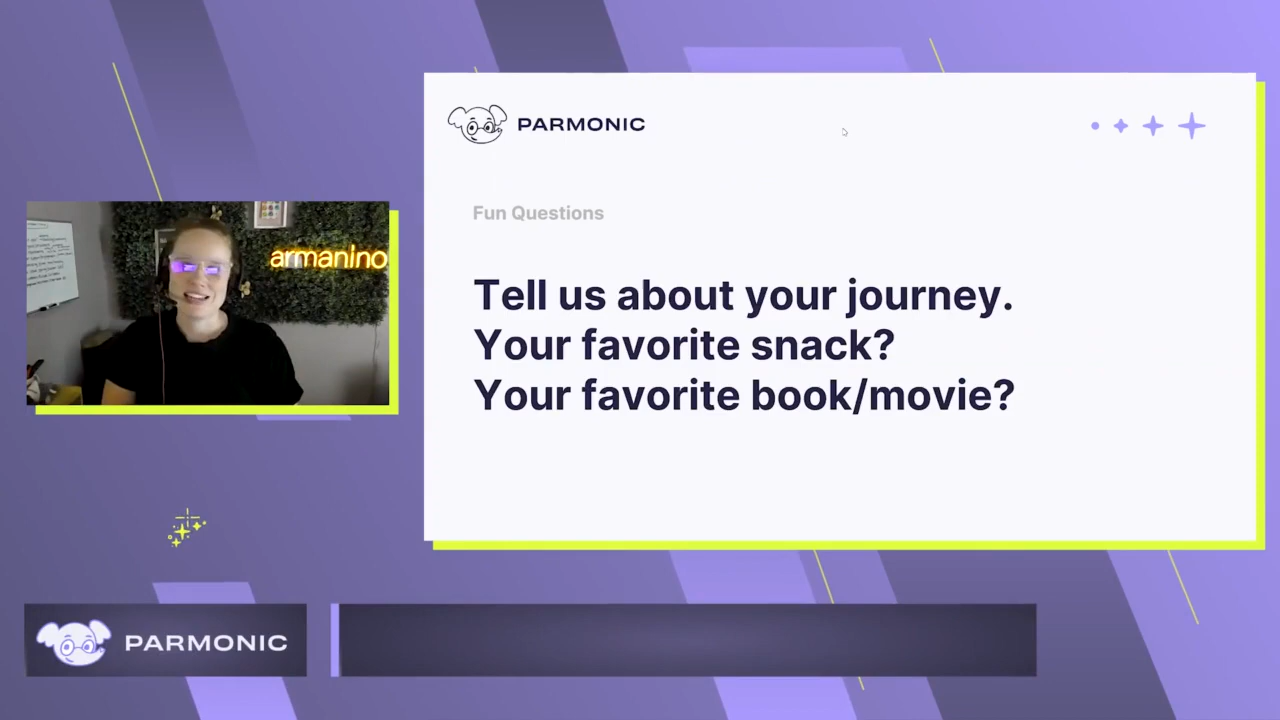 PARMONIC
Fun Questions
armanino
Tell us about your journey.
Your favorite snack?
Your favorite book/movie?
PARMONIC